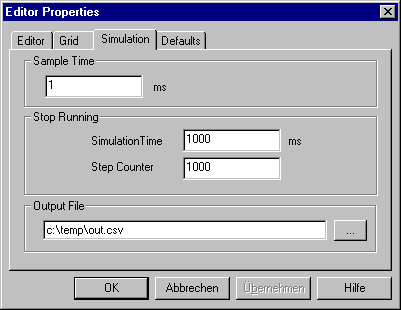 Editor Properties
Editor Grid Simulation Defaults
Sample Time
1 ms
Stop Running
SimulationTime 1000 ms
Step Counter 1000
Output File
c:\temp\out.csv ...
OK Abbrechen Übernehmen Hilfe